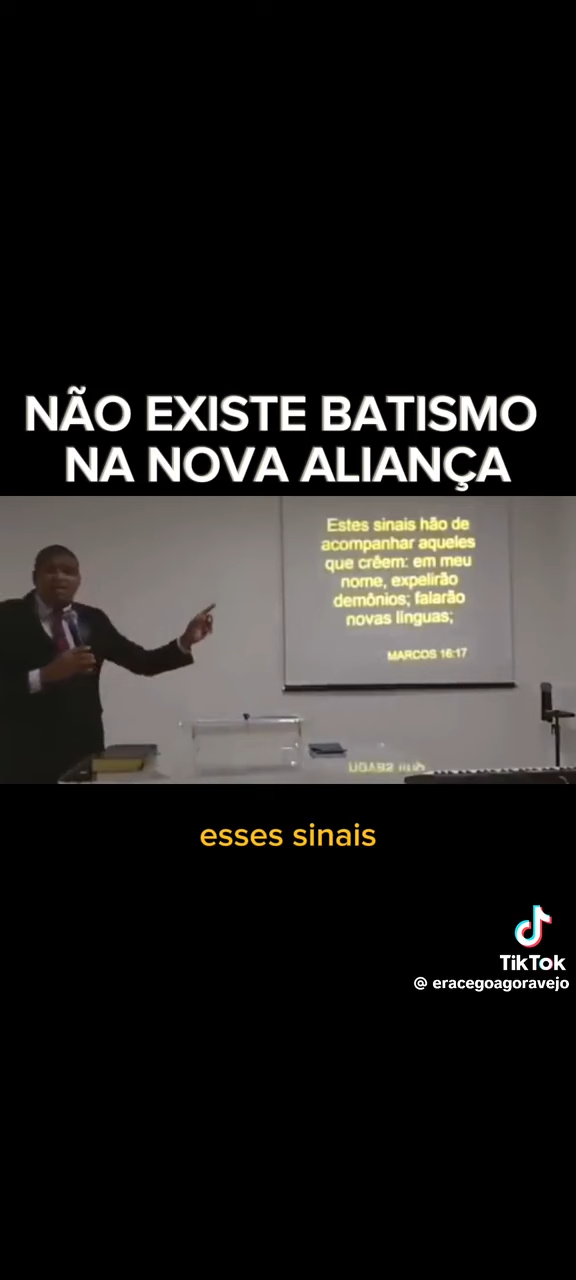 NÃO EXISTE BATISMO
NA NOVA ALIANÇA
Estes sinais hão de
acompanhar aqueles
que crêem: em meu
nome, expelirão
demônios; falarão
novas línguas;
MARCOS 16:17
esses sinais
TikTok
@ eracegoagoravejo